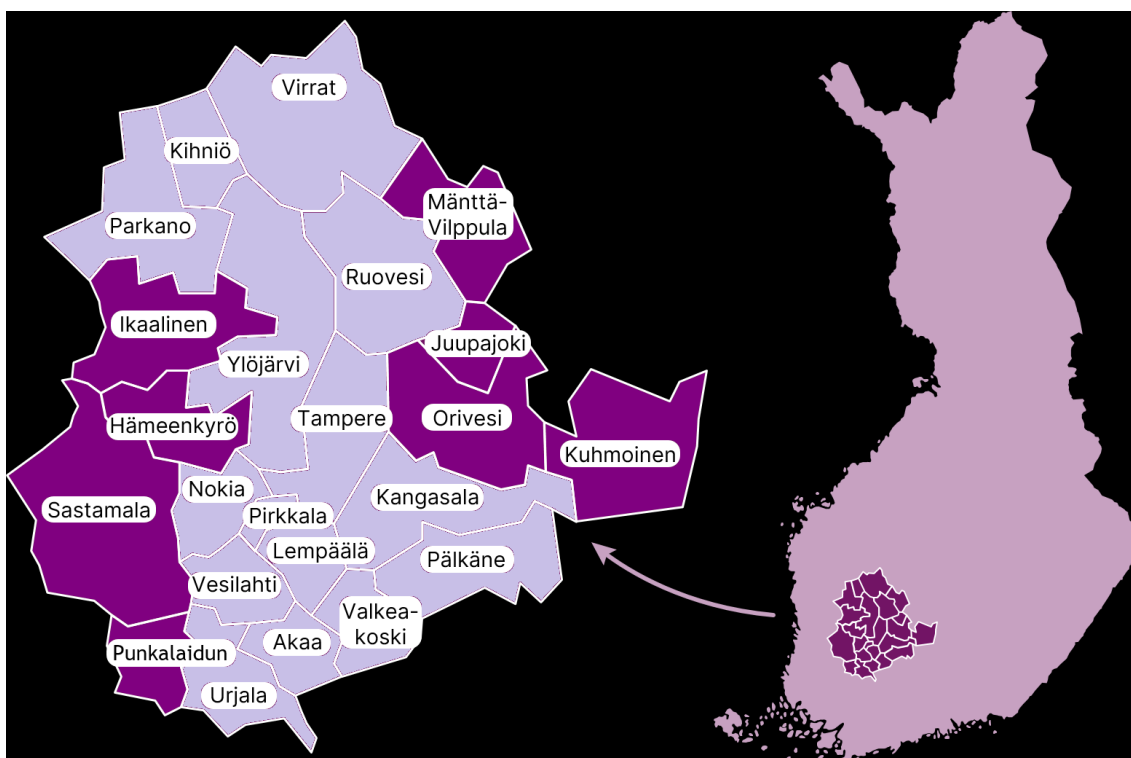 Virrat
Kihniö
Mänttä-
Vilppula
Parkano
Ruovesi
Ikaalinen
Juupajoki
Ylöjärvi
Tampere
Orivesi
Hämeenkyrö
Kuhmoinen
Nokia
Kangasala
Sastamala
Pirkkala
Lempäälä
Pälkäne
Vesilahti
Valkea-
koski
Akaa
Punkalaidun
Urjala